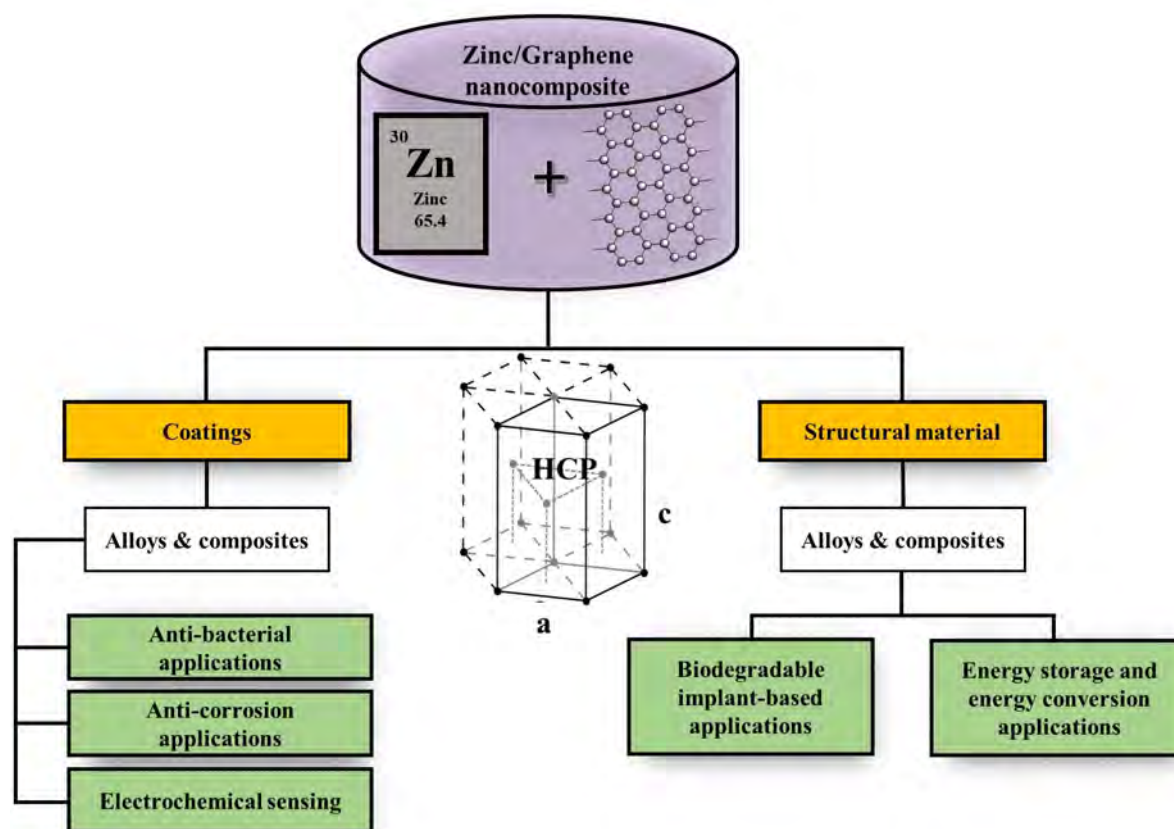 Zinc/Graphene
nanocomposite
30
Zn
Zinc
65.4
+
Coatings
Structural material
HCP
c
a
Alloys & composites
Alloys & composites
Anti-bacterial
applications
Anti-corrosion
applications
Electrochemical sensing
Biodegradable
implant-based
applications
Energy storage and
energy conversion
applications